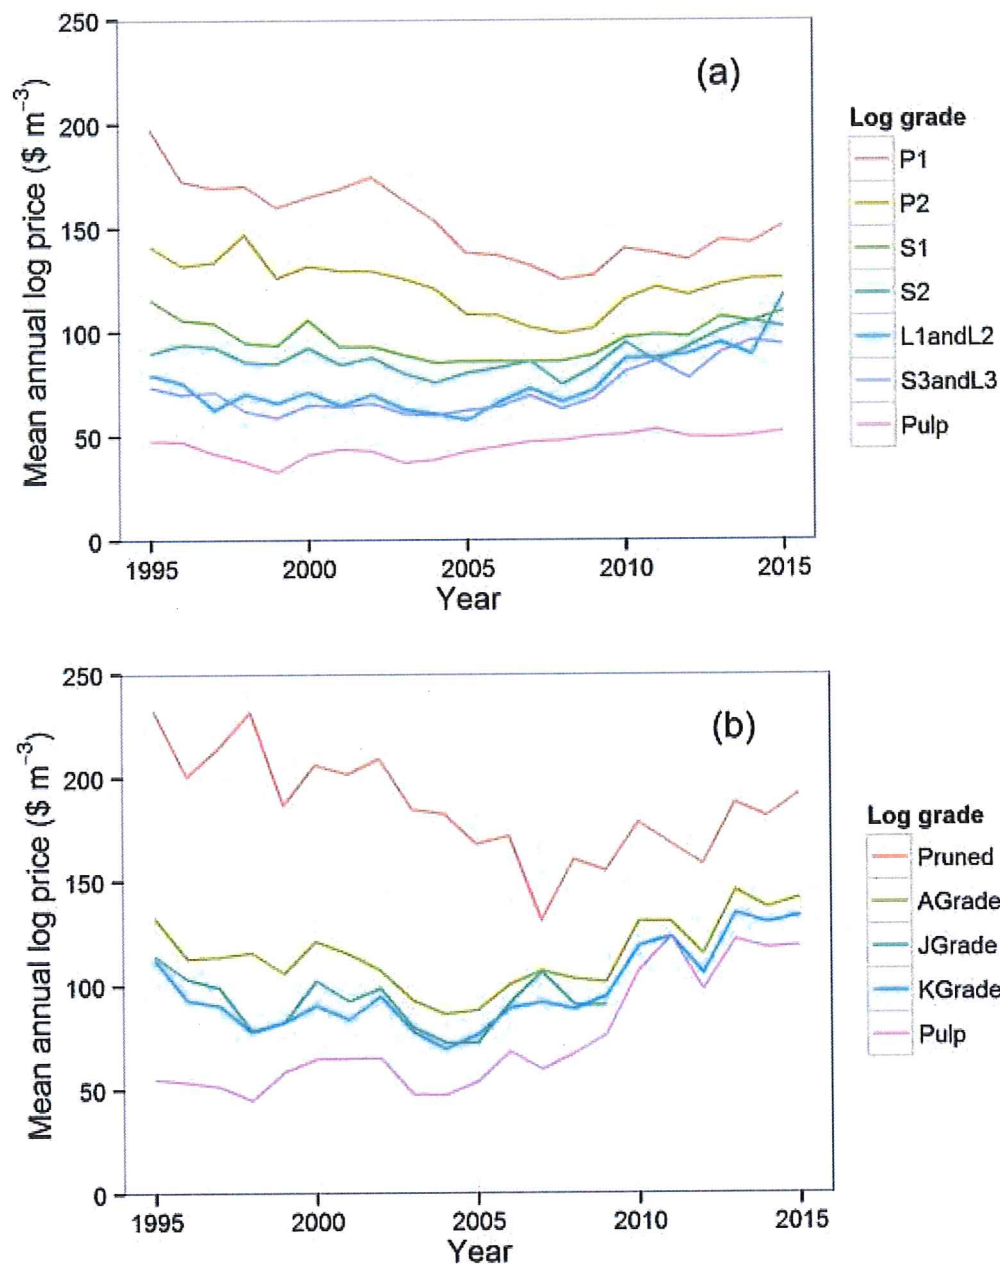 250
200
150
100
50
0
Mean annual log price ($ m⁻³)
(a)
1995
2000
2005
2010
2015
Year
Log grade
P1
P2
S1
S2
L1andL2
S3andL3
Pulp
250
200
150
100
50
0
Mean annual log price ($ m⁻³)
(b)
1995
2000
2005
2010
2015
Year
Log grade
Pruned
AGrade
JGrade
KGrade
Pulp